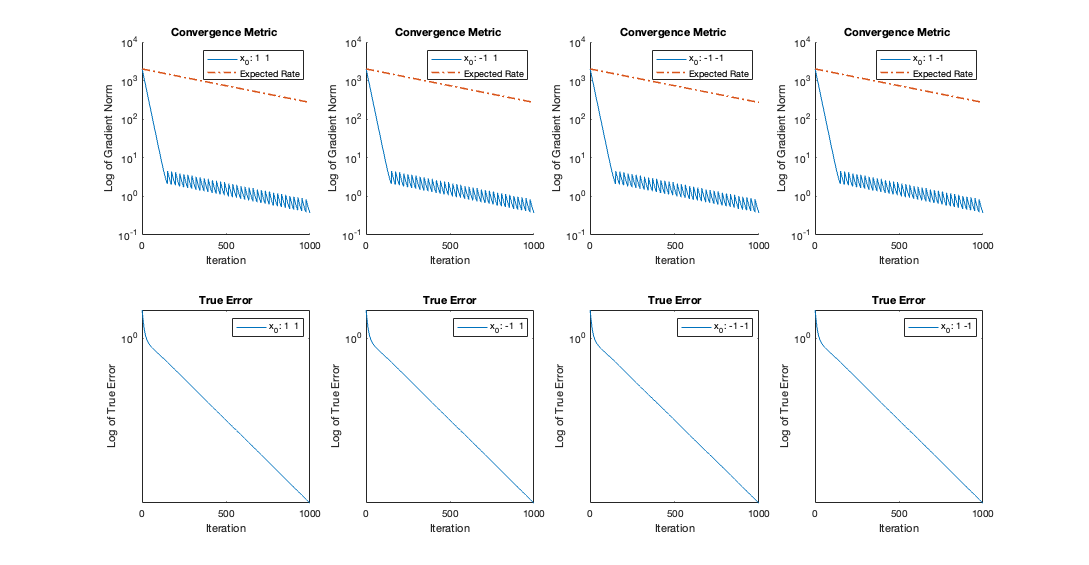 Convergence Metric
Convergence Metric
Convergence Metric
Convergence Metric
10^4
10^3
10^2
10^1
10^0
10^-1
Log of Gradient Norm
x_0: 1 1
Expected Rate
0
500
1000
Iteration
10^4
10^3
10^2
10^1
10^0
10^-1
Log of Gradient Norm
x_0: -1 1
Expected Rate
0
500
1000
Iteration
10^4
10^3
10^2
10^1
10^0
10^-1
Log of Gradient Norm
x_0: -1 -1
Expected Rate
0
500
1000
Iteration
10^4
10^3
10^2
10^1
10^0
10^-1
Log of Gradient Norm
x_0: 1 -1
Expected Rate
0
500
1000
Iteration
True Error
True Error
True Error
True Error
10^0
Log of True Error
x_0: 1 1
0
500
1000
Iteration
10^0
Log of True Error
x_0: -1 1
0
500
1000
Iteration
10^0
Log of True Error
x_0: -1 -1
0
500
1000
Iteration
10^0
Log of True Error
x_0: 1 -1
0
500
1000
Iteration